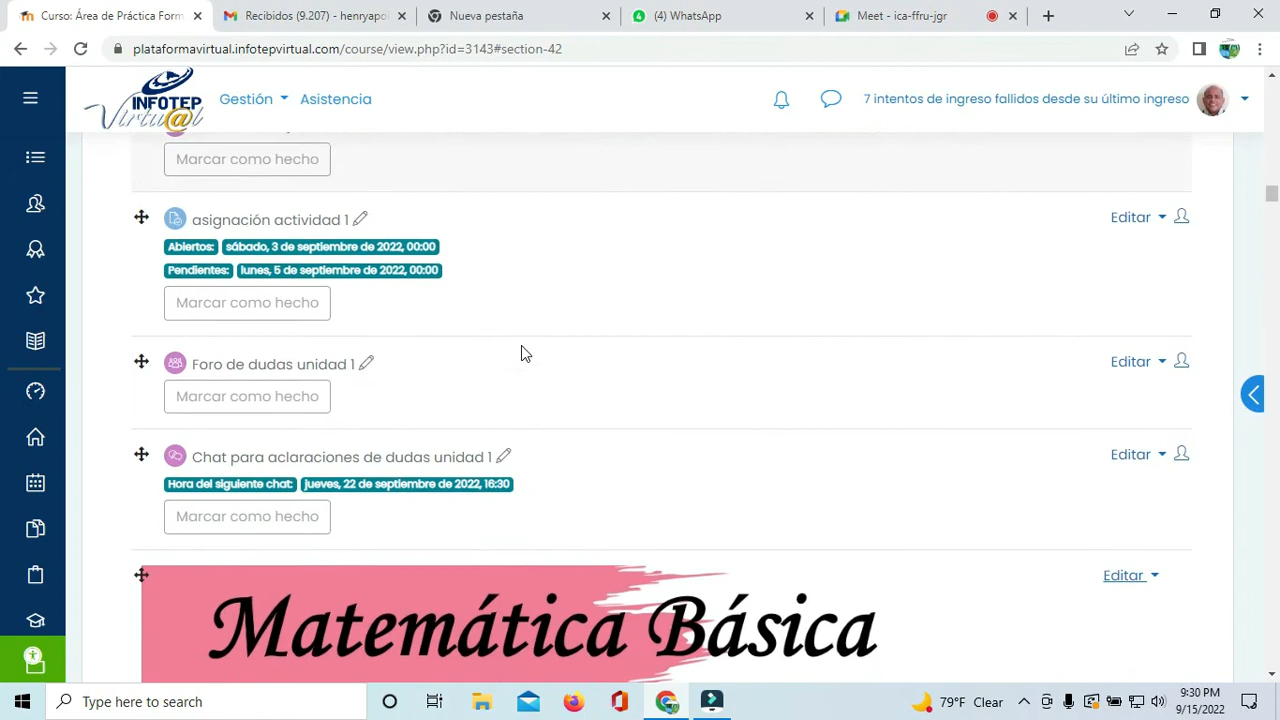 Curso: Área de Práctica Form
Recibidos (9.207) - henryapol
Nueva pestaña
4
(4) WhatsApp
Meet - ica-ffru-jgr
plataformavirtual.infotepvirtual.com/course/view.php?id=3143#section-42
INFOTEP
Virtu@l
Gestión
Asistencia
7 intentos de ingreso fallidos desde su último ingreso
Marcar como hecho
asignación actividad 1
Editar
Abiertos: sábado, 3 de septiembre de 2022, 00:00
Pendientes: lunes, 5 de septiembre de 2022, 00:00
Marcar como hecho
Foro de dudas unidad 1
Editar
Marcar como hecho
Chat para aclaraciones de dudas unidad 1
Editar
Hora del siguiente chat: jueves, 22 de septiembre de 2022, 16:30
Marcar como hecho
Editar
Matemática Básica
Type here to search
79°F Clear
9:30 PM
9/15/2022